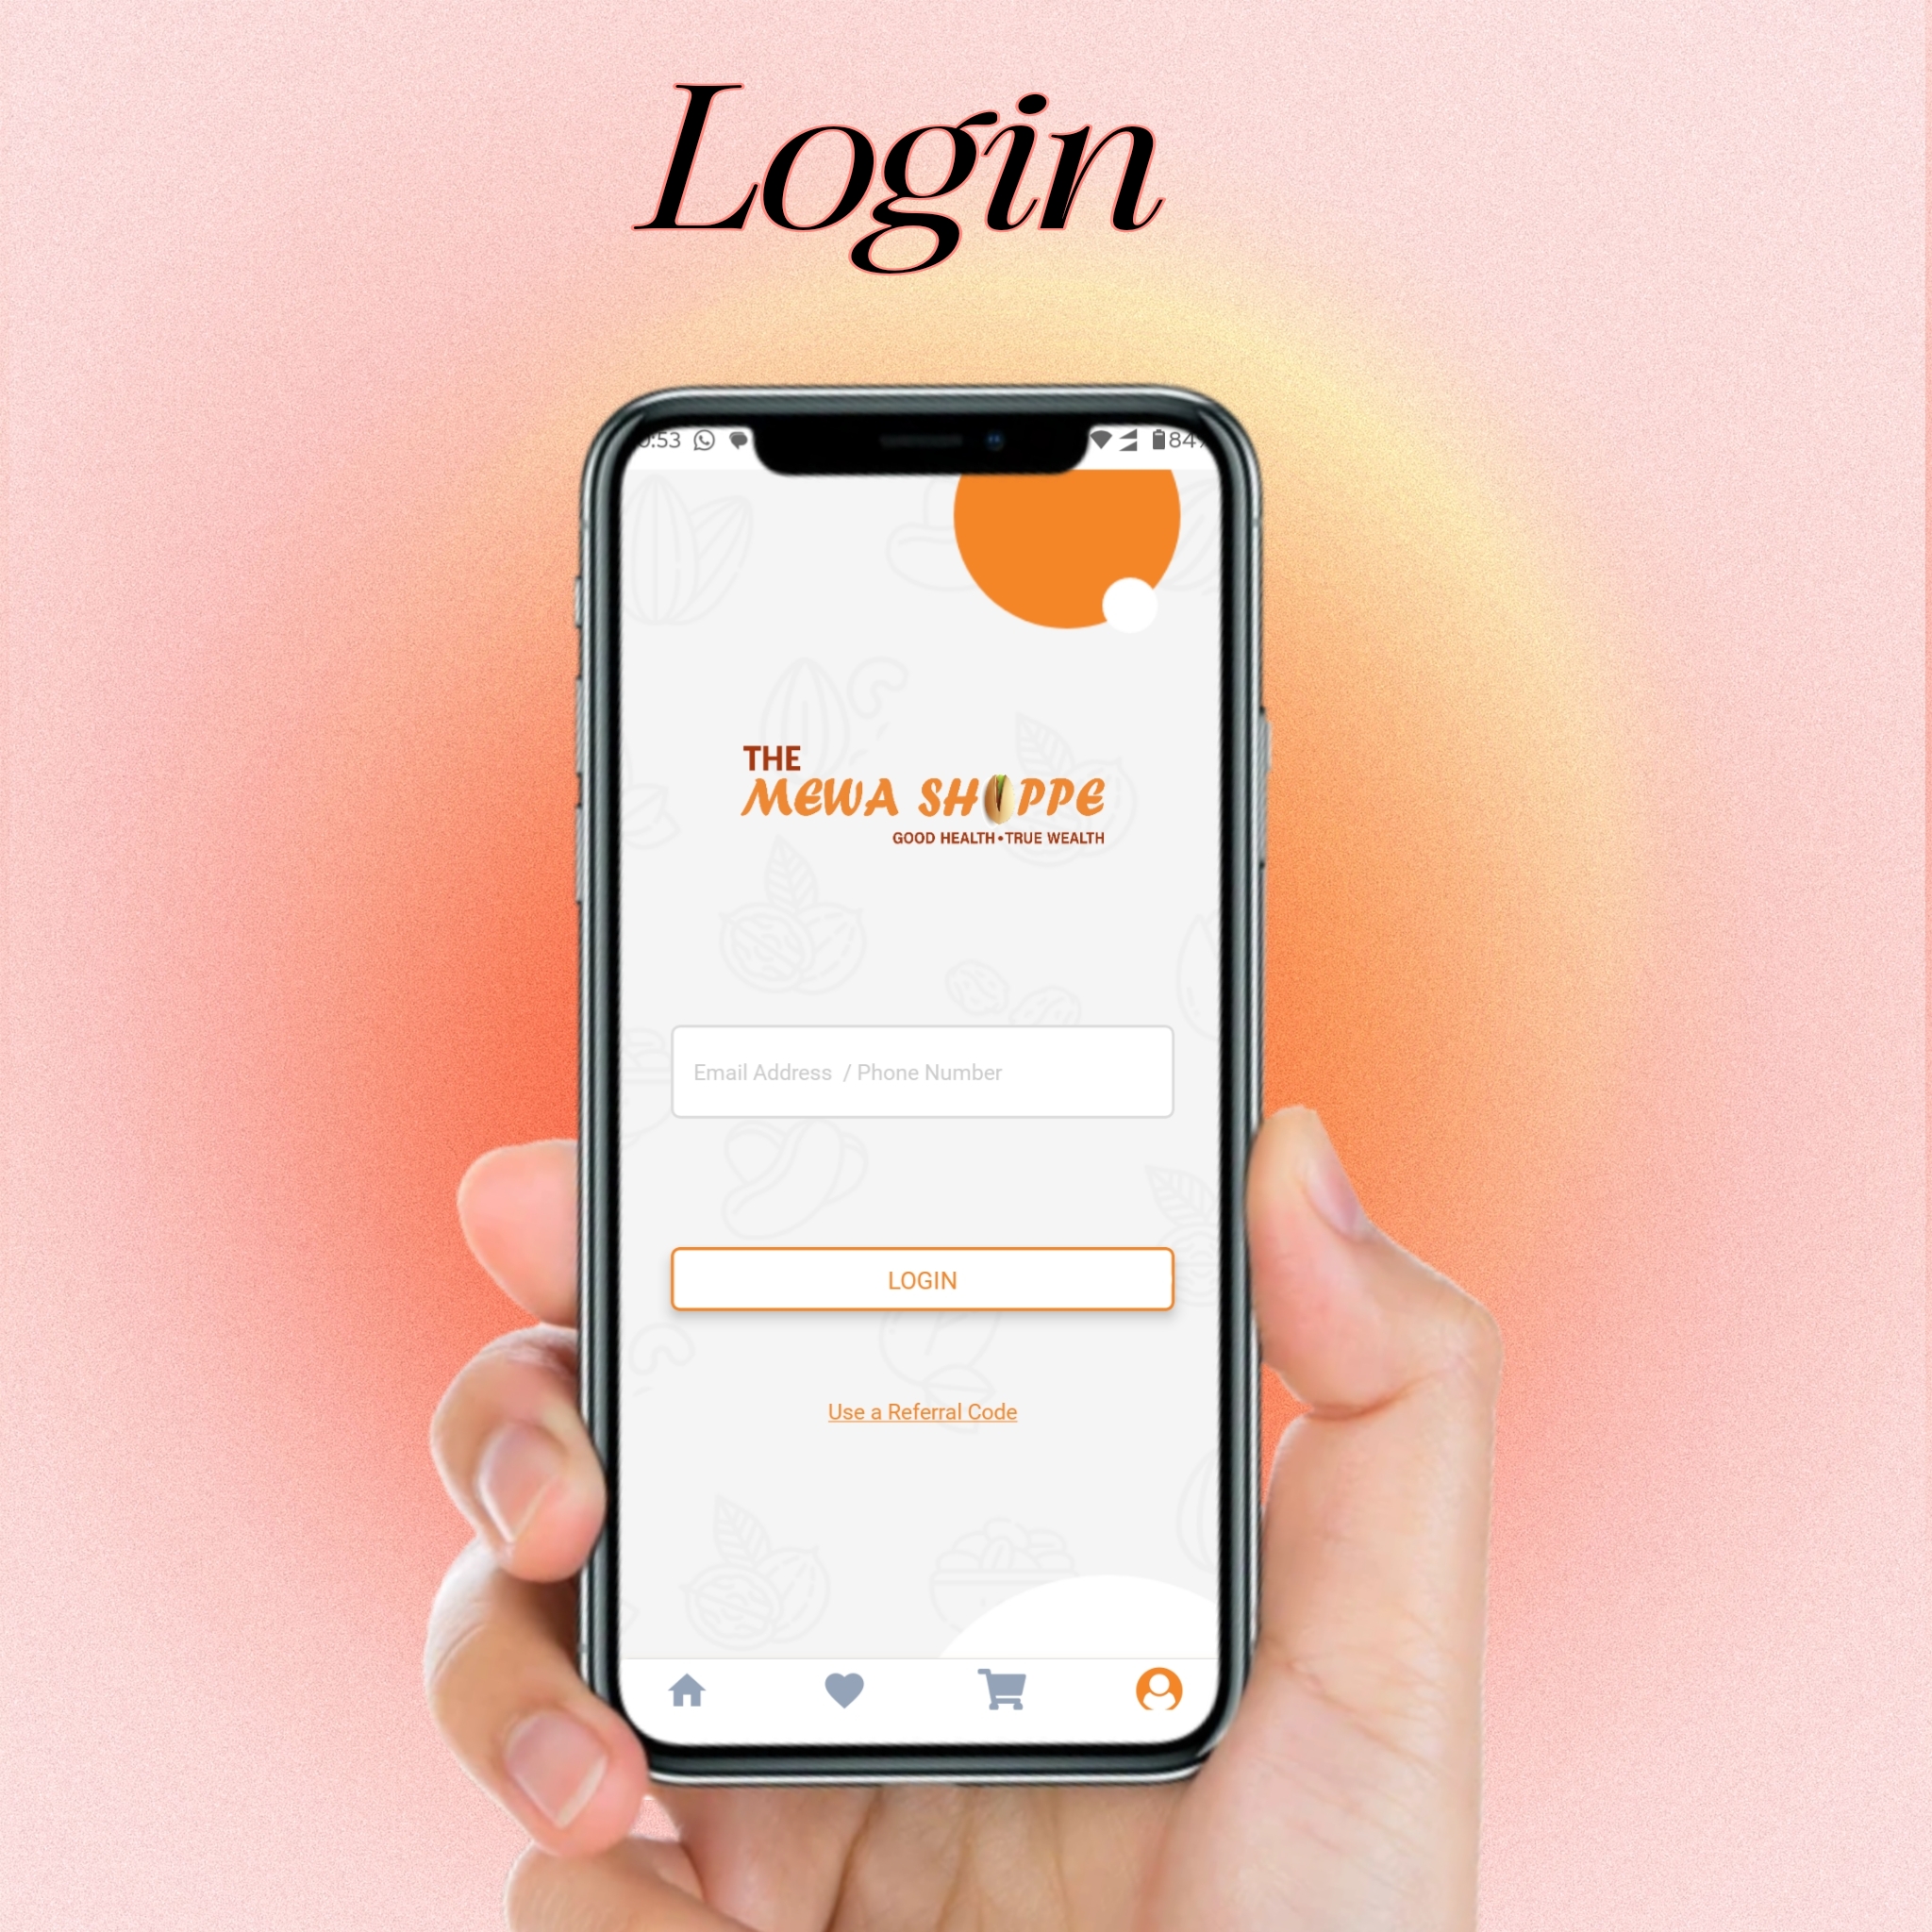 Login
:53
84
THE
MEWA SHOPPE
GOOD HEALTH•TRUE WEALTH
Email Address / Phone Number
LOGIN
Use a Referral Code